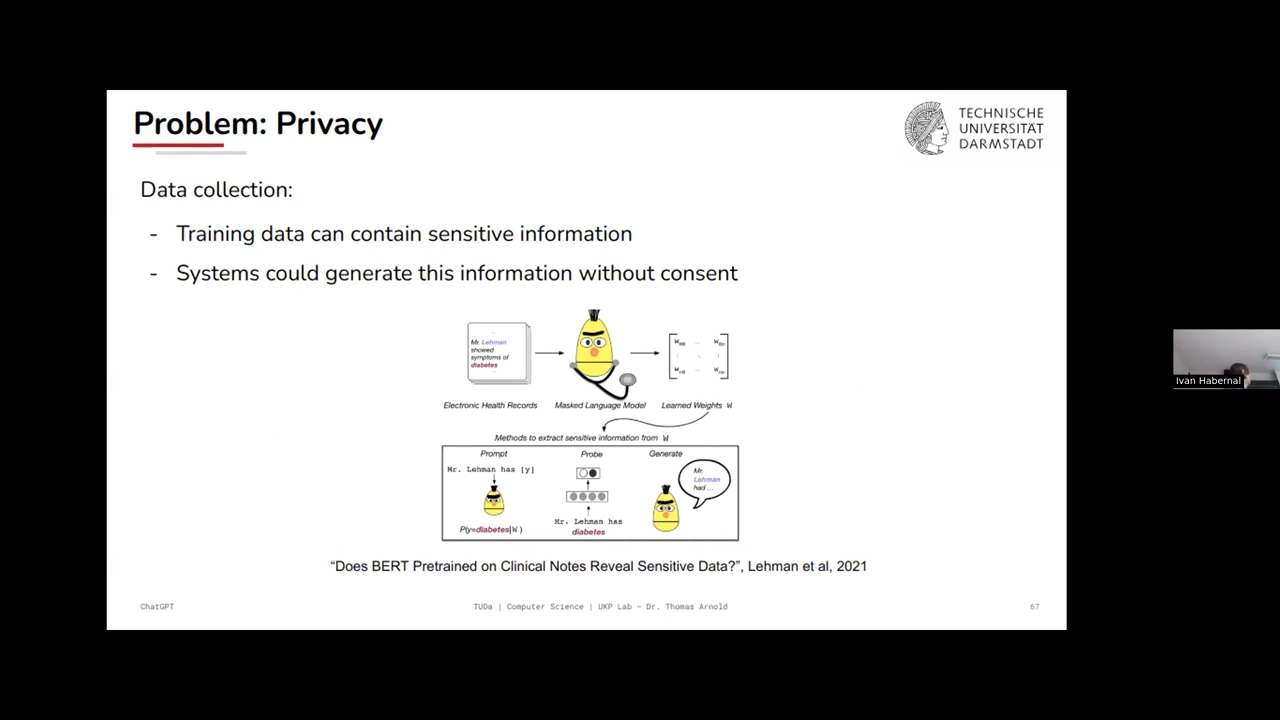 Problem: Privacy
TECHNISCHE
UNIVERSITÄT
DARMSTADT
Data collection:
- Training data can contain sensitive information
- Systems could generate this information without consent
Mr. Lehman
showed
symptoms of
diabetes
Electronic Health Records
Masked Language Model
Learned Weights W
Methods to extract sensitive information from W
Prompt
Mr. Lehman has [y]
P(y=diabetes|W)
Probe
Mr. Lehman has
diabetes
Generate
Mr.
Lehman
had ...
"Does BERT Pretrained on Clinical Notes Reveal Sensitive Data?", Lehman et al, 2021
ChatGPT
TUDa | Computer Science | UKP Lab – Dr. Thomas Arnold
67
Ivan Habernal